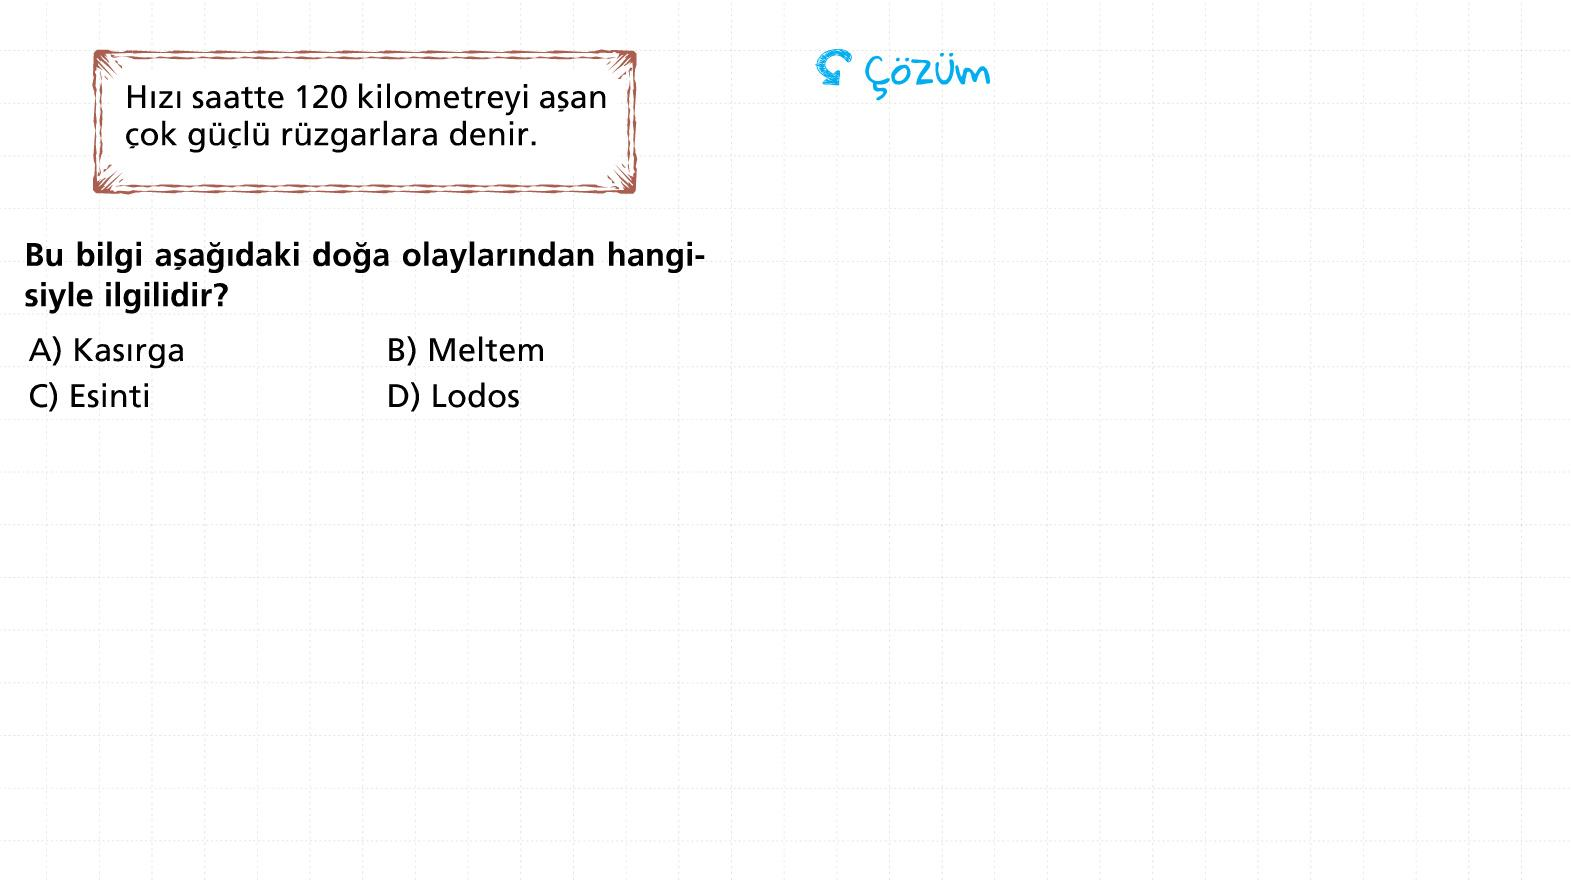 Hızı saatte 120 kilometreyi aşan
çok güçlü rüzgarlara denir.
Bu bilgi aşağıdaki doğa olaylarından hangi-
siyle ilgilidir?
A) Kasırga B) Meltem
C) Esinti D) Lodos
Çözüm